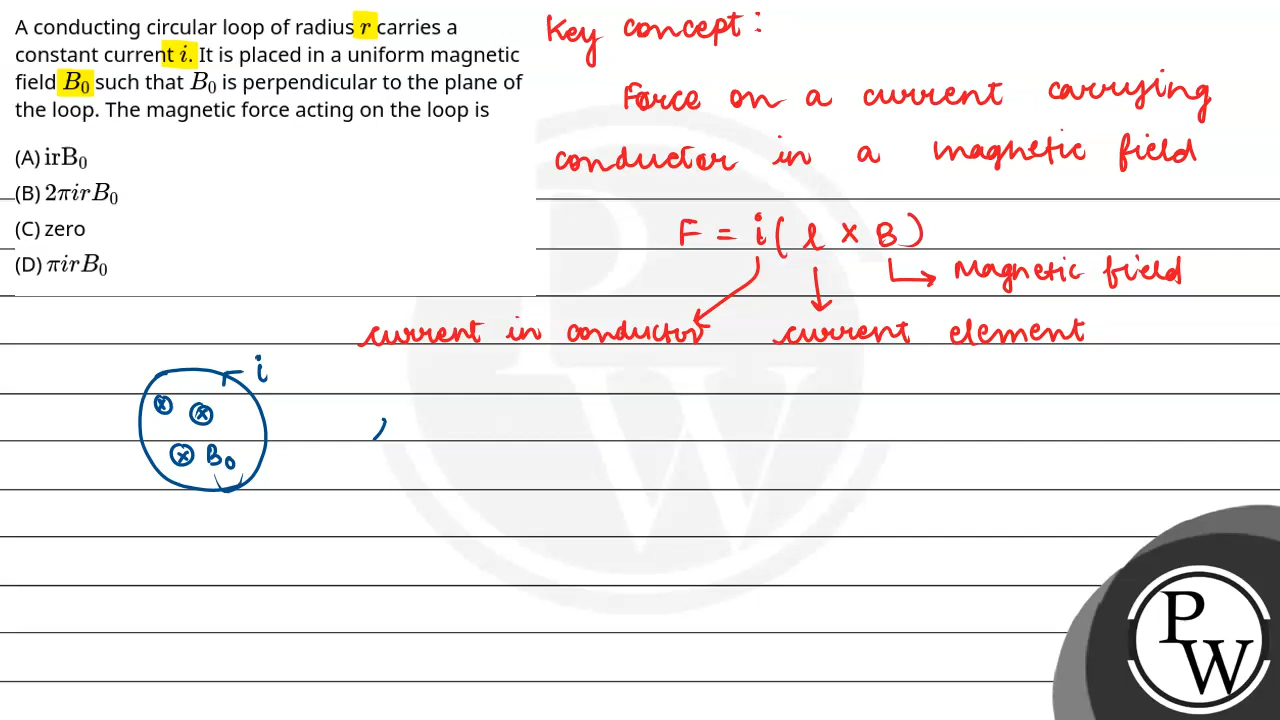 A conducting circular loop of radius r carries a
constant current i. It is placed in a uniform magnetic
field B₀ such that B₀ is perpendicular to the plane of
the loop. The magnetic force acting on the loop is
(A) irB₀
(B) 2πirB₀
(C) zero
(D) πirB₀
Key concept:
Force on a current carrying
conductor in a magnetic field
F = i( l × B)
Magnetic field
current in conductor current element
i
B₀
P
W
PW